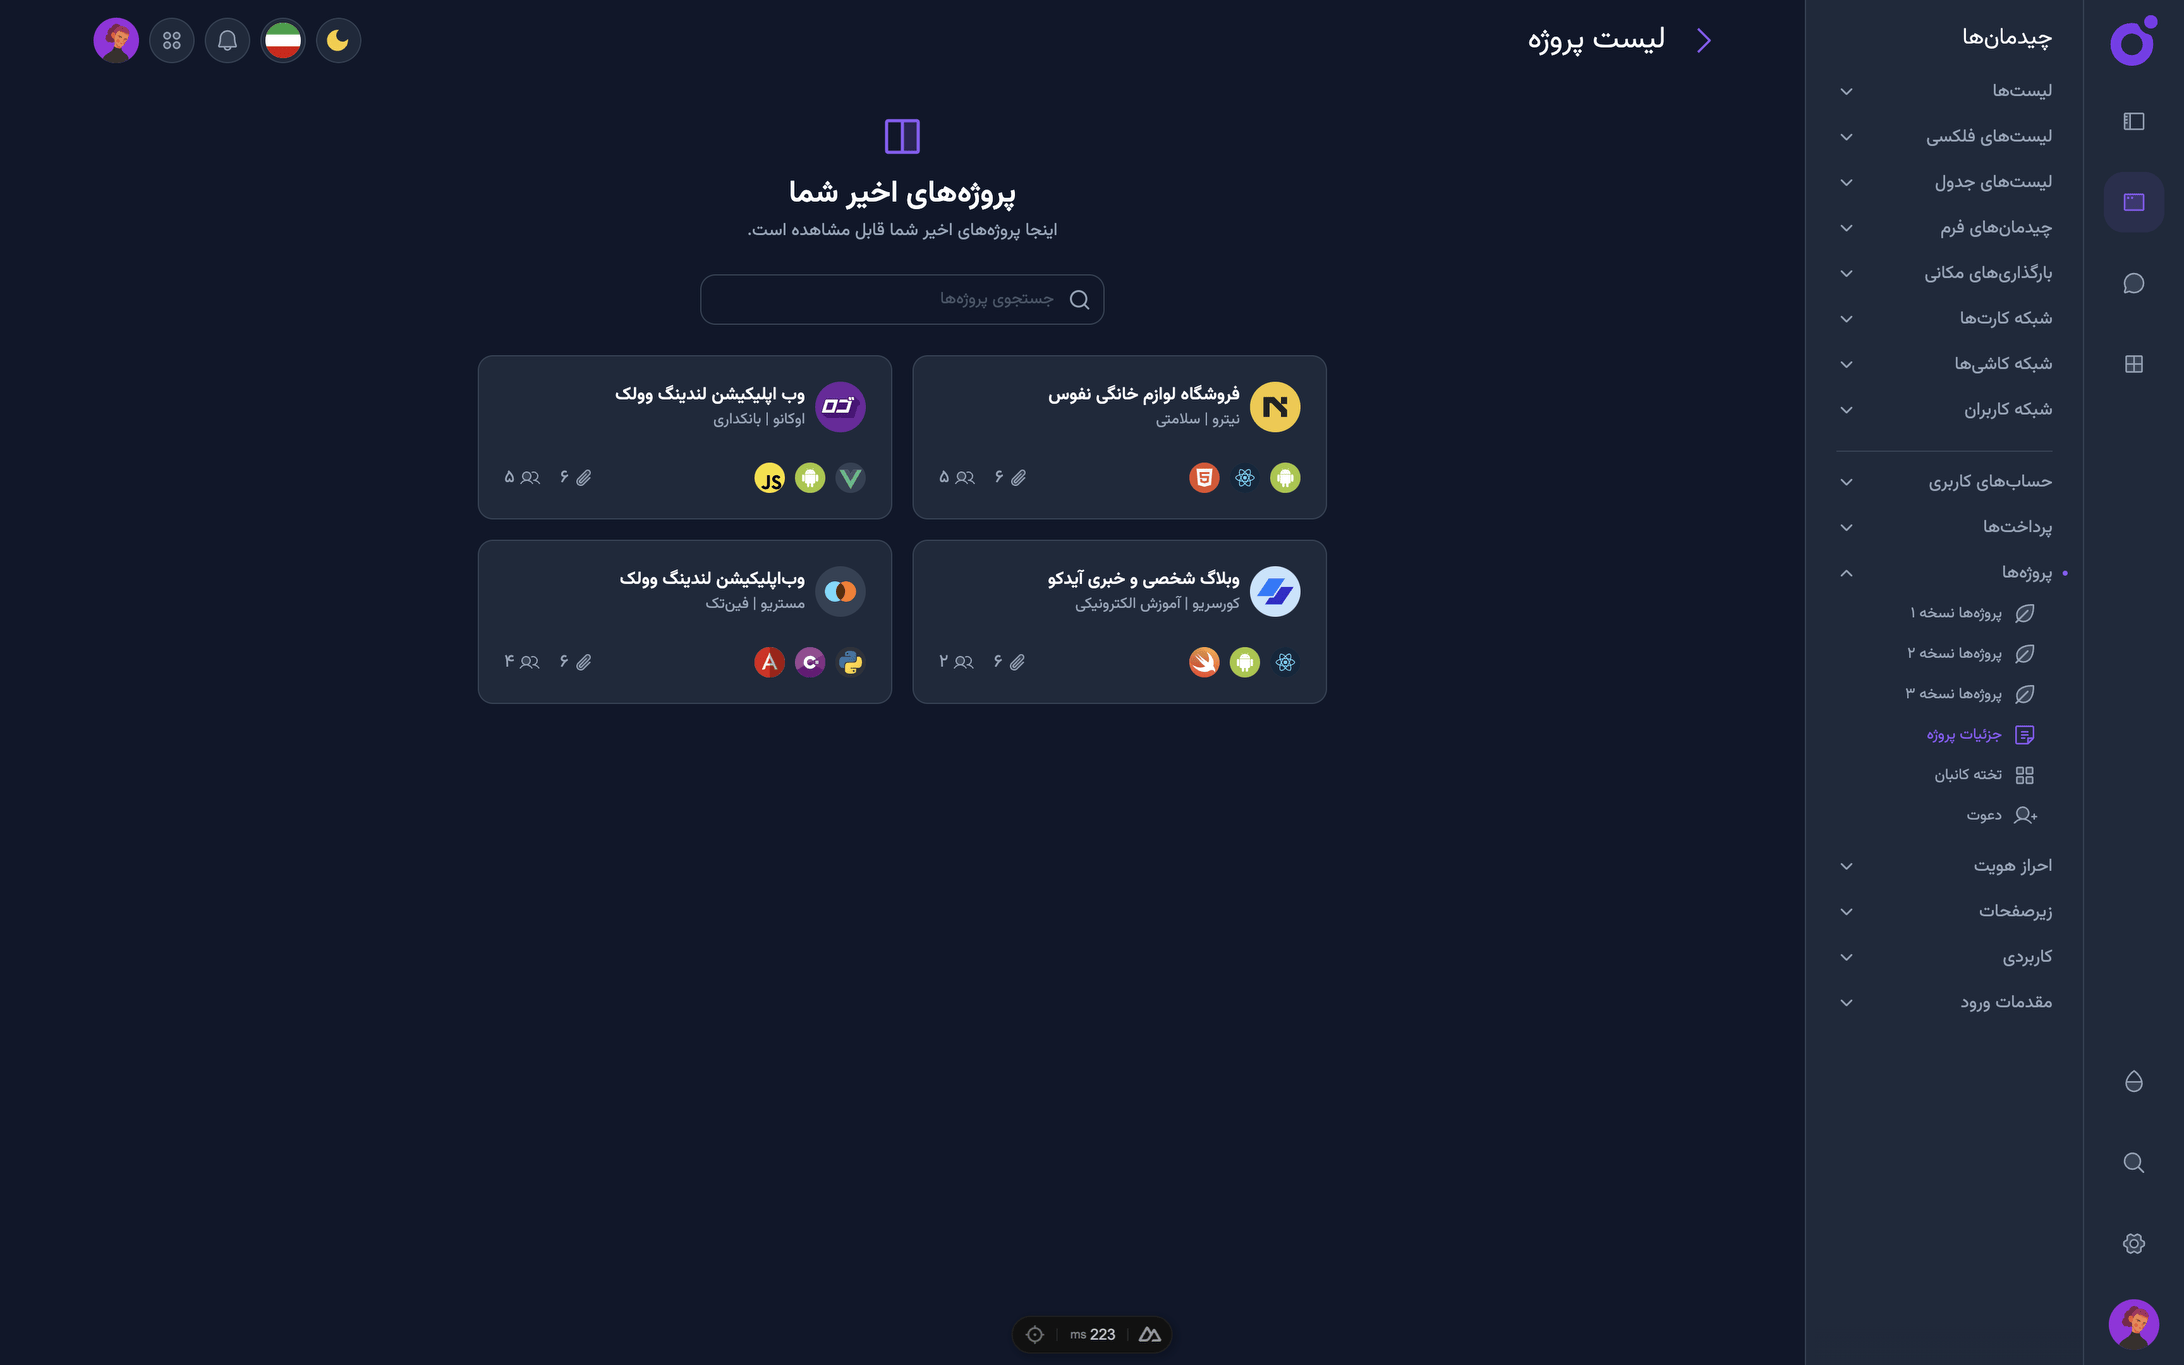 چیدمان‌ها
لیست‌ها
لیست‌های فلکسی
لیست‌های جدول
چیدمان‌های فرم
بارگذاری‌های مکانی
شبکه کارت‌ها
شبکه کاشی‌ها
شبکه کاربران
حساب‌های کاربری
پرداخت‌ها
پروژه‌ها
پروژه‌ها نسخه ۱
پروژه‌ها نسخه ۲
پروژه‌ها نسخه ۳
جزئیات پروژه
تخته کانبان
دعوت
احراز هویت
زیرصفحات
کاربردی
مقدمات ورود
لیست پروژه
پروژه‌های اخیر شما
اینجا پروژه‌های اخیر شما قابل مشاهده است.
جستجوی پروژه‌ها
فروشگاه لوازم خانگی نفوس
نیترو | سلامتی
۶ ۵
وب اپلیکیشن لندینگ وولک
اوکانو | بانکداری
JS
۶ ۵
وبلاگ شخصی و خبری آیدکو
کورسریو | آموزش الکترونیکی
۶ ۲
وب‌اپلیکیشن لندینگ وولک
مستریو | فین‌تک
۶ ۴
223 ms